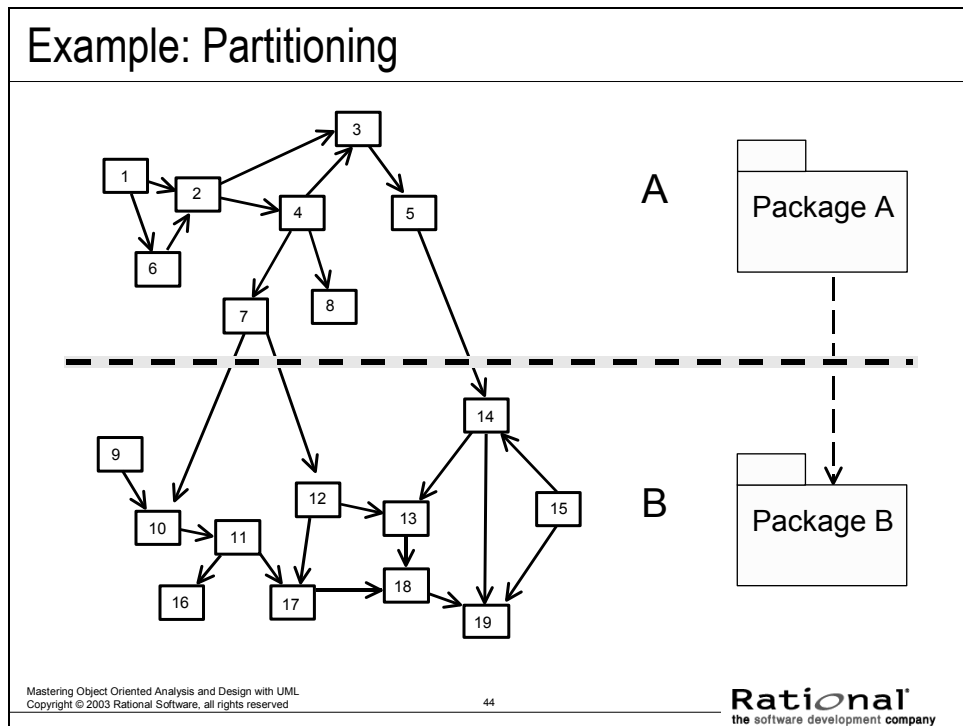 Example: Partitioning
3
1
2
4
5
A
Package A
6
8
7
14
9
12
13
15
B
Package B
10
11
16
17
18
19
Mastering Object Oriented Analysis and Design with UML
Copyright © 2003 Rational Software, all rights reserved
44
Rational
the software development company